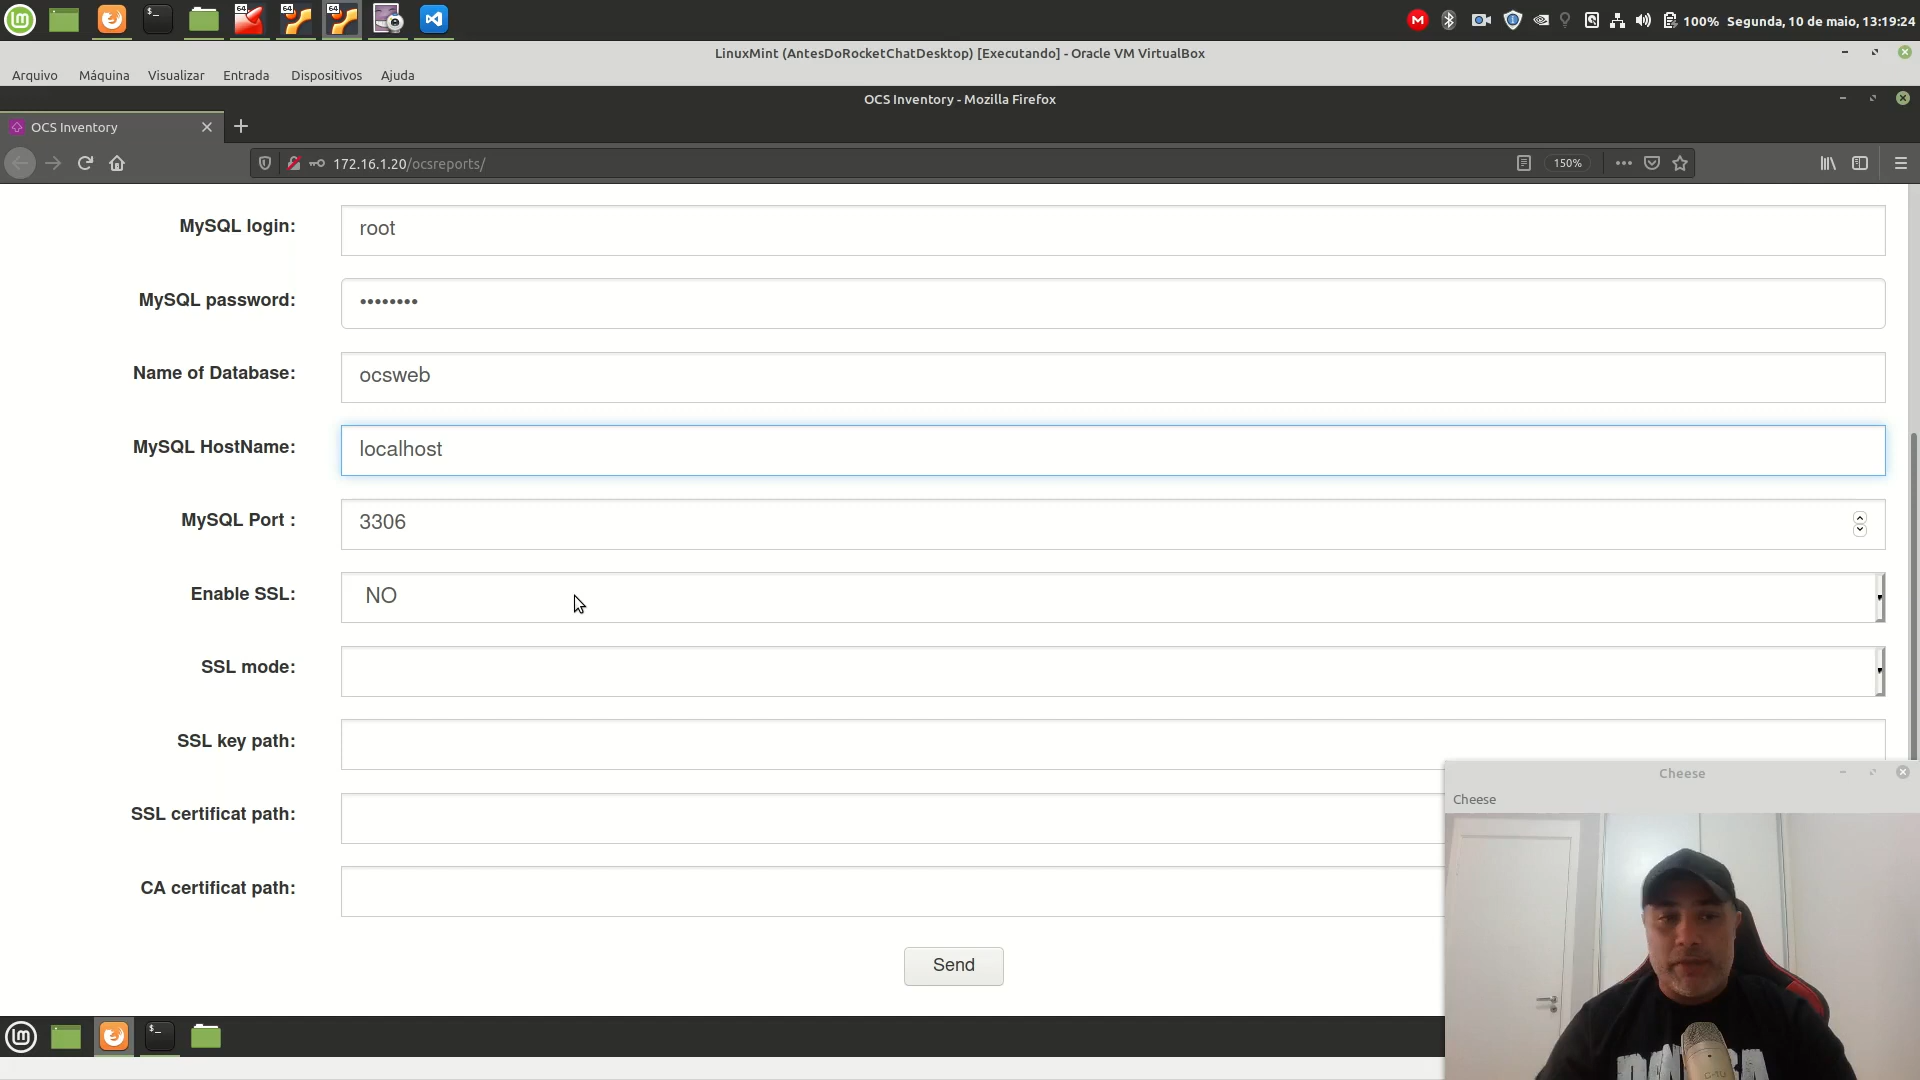 64
64
64
100%
Segunda, 10 de maio, 13:19:24
LinuxMint (AntesDoRocketChatDesktop) [Executando] - Oracle VM VirtualBox
Arquivo Máquina Visualizar Entrada Dispositivos Ajuda
OCS Inventory - Mozilla Firefox
OCS Inventory
172.16.1.20/ocsreports/
150%
MySQL login:
root
MySQL password:
••••••••
Name of Database:
ocsweb
MySQL HostName:
localhost
MySQL Port :
3306
Enable SSL:
NO
SSL mode:
SSL key path:
SSL certificat path:
CA certificat path:
Send
Cheese
Cheese